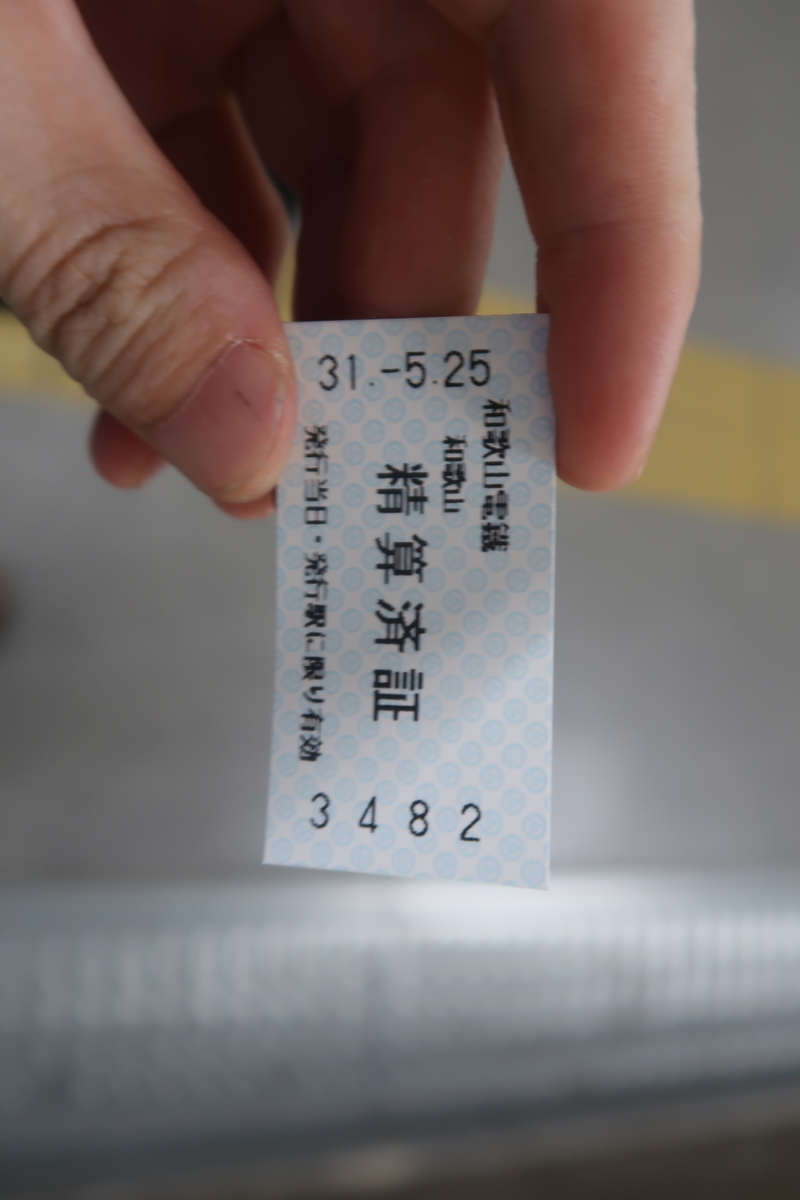 31.-5.25
和歌山電鐵
和歌山
精算済証
発行当日・発行駅に限り有効
3482